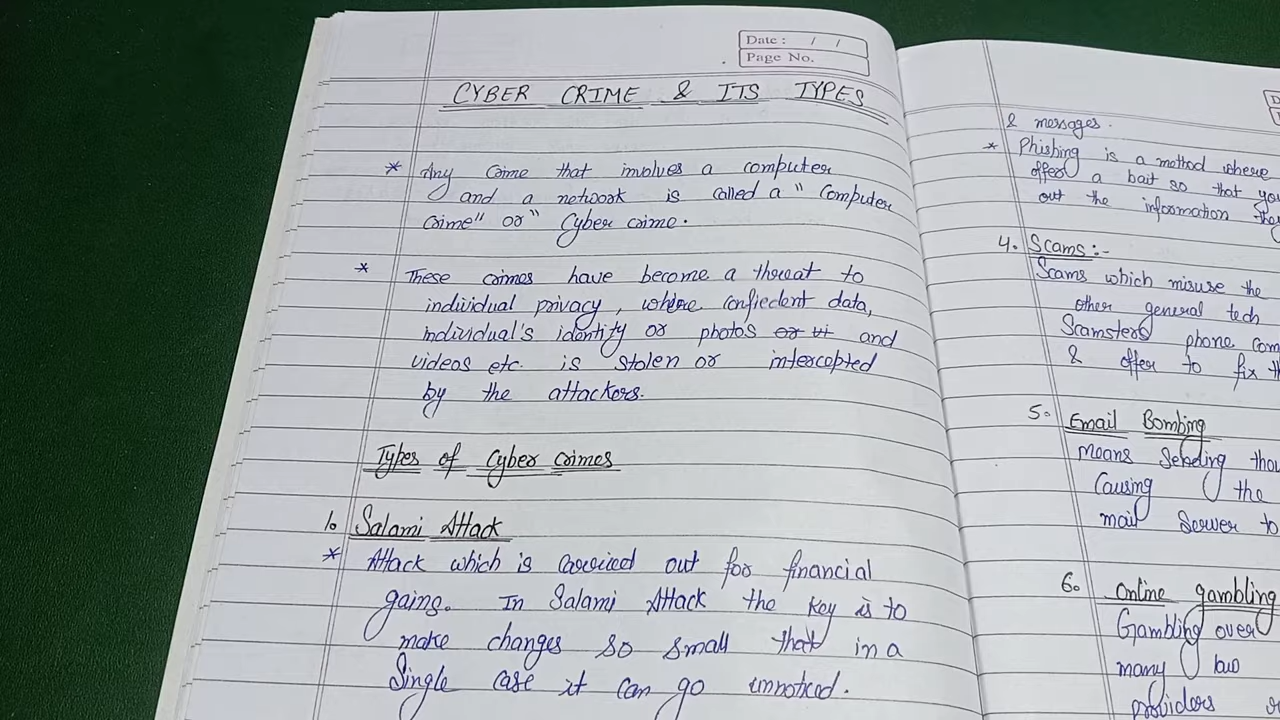 Date : / /
Page No.
CYBER CRIME & ITS TYPES
* Any crime that involves a computer
and a network is called a " Computer
crime" or " Cyber crime.
* These crimes have become a threat to
individual privacy, where confiedent data,
individual's identity or photos or vi and
videos etc. is stolen or intercepted
by the attackers.
Types of Cyber crimes
1. Salami Attack
* Attack which is carried out for financial
gains. In Salami Attack the key is to
make changes so small that in a
Single case it can go unnoticed.
& messages.
* Phishing is a method where
offer a bait so that you
out the information the
4. Scams :-
Scams which misuse the
other general tech
Scamsters phone com
& offer to fix th
5. Email Bombing
means sending thou
Causing the
mail Server to
6. Online gambling
Gambling over
many
providers